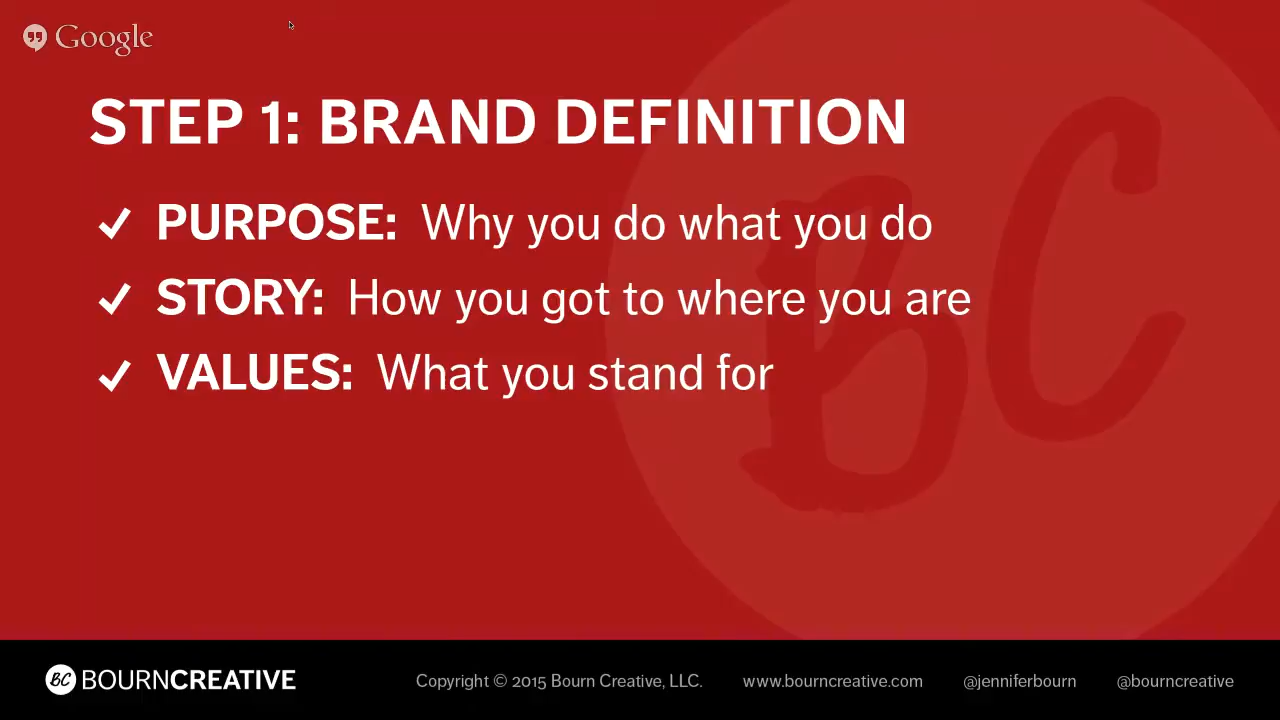 Google
STEP 1: BRAND DEFINITION
PURPOSE: Why you do what you do
STORY: How you got to where you are
VALUES: What you stand for
BC
BC BOURNCREATIVE Copyright © 2015 Bourn Creative, LLC. www.bourncreative.com @jenniferbourn @bourncreative